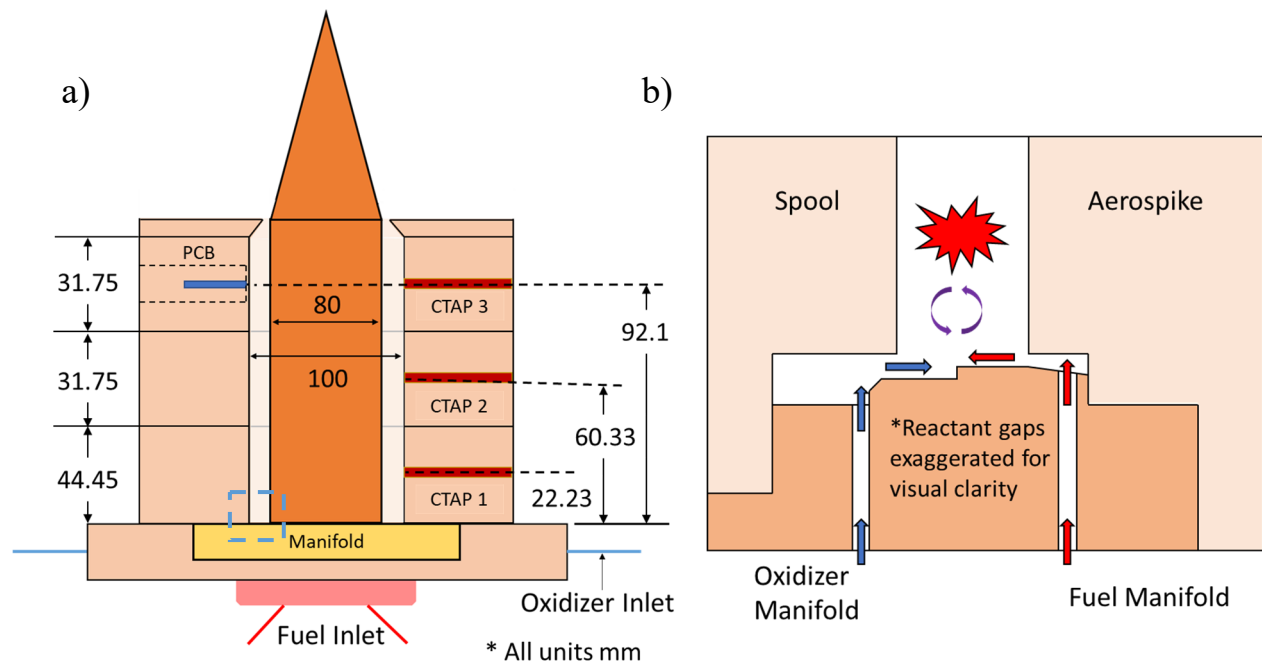 a)
PCB
31.75
31.75
44.45
80
100
CTAP 3
CTAP 2
CTAP 1
92.1
60.33
22.23
Manifold
Oxidizer Inlet
Fuel Inlet
* All units mm
b)
Spool
Aerospike
*Reactant gaps
exaggerated for
visual clarity
Oxidizer
Manifold
Fuel Manifold